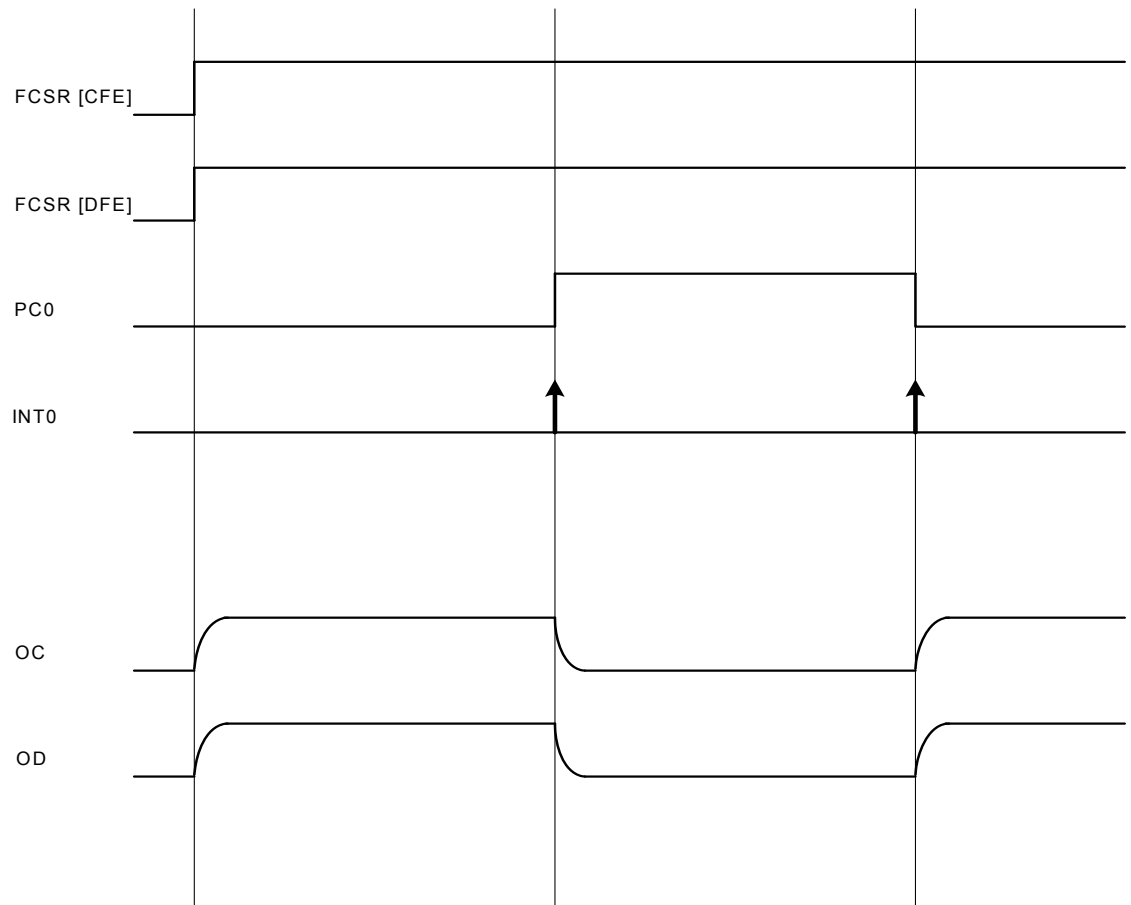 FCSR [CFE]
FCSR [DFE]
PC0
INT0
OC
OD